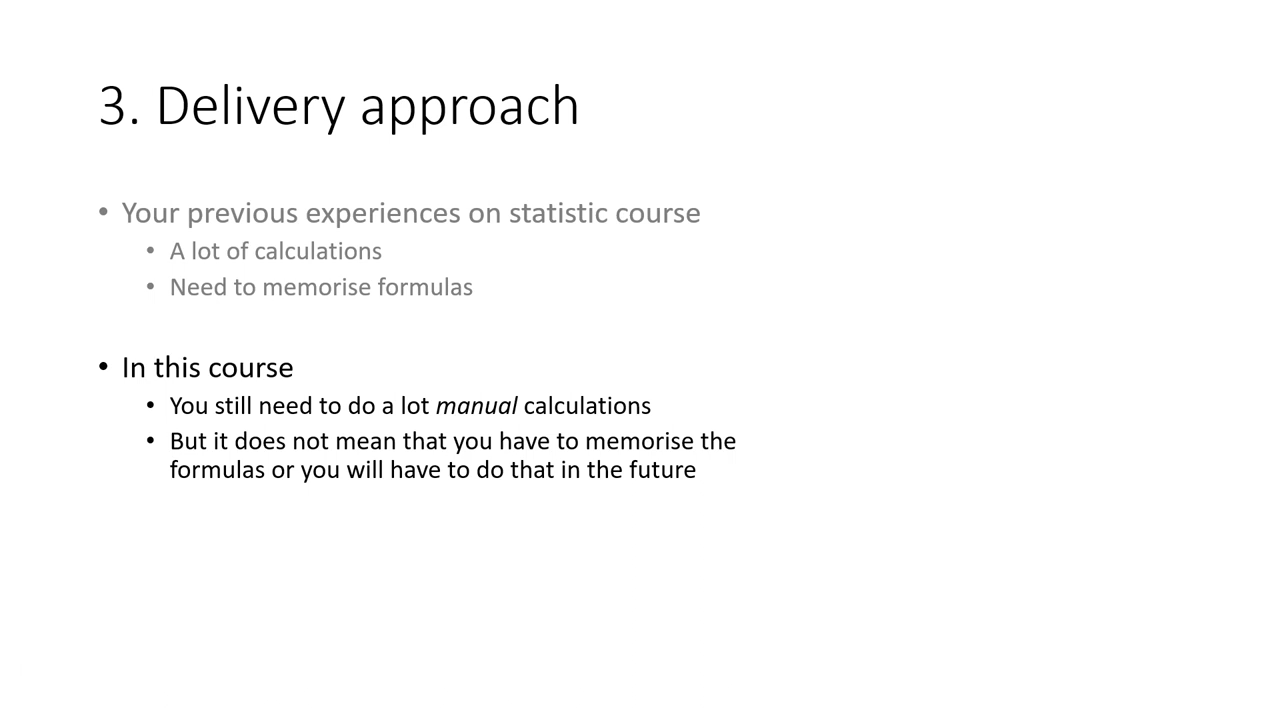 3. Delivery approach
• Your previous experiences on statistic course
• A lot of calculations
• Need to memorise formulas
• In this course
• You still need to do a lot manual calculations
• But it does not mean that you have to memorise the
formulas or you will have to do that in the future